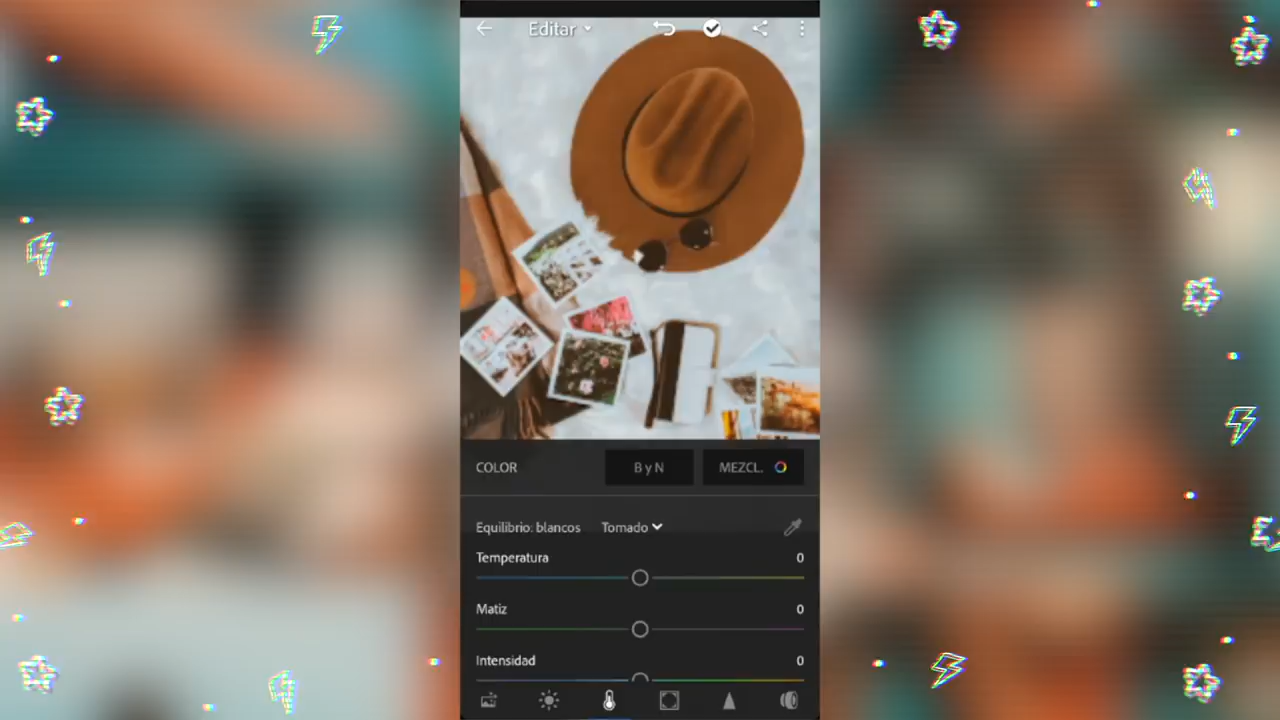 Editar
COLOR
B y N
MEZCL.
Equilibrio: blancos
Tomado
Temperatura
0
Matiz
0
Intensidad
0